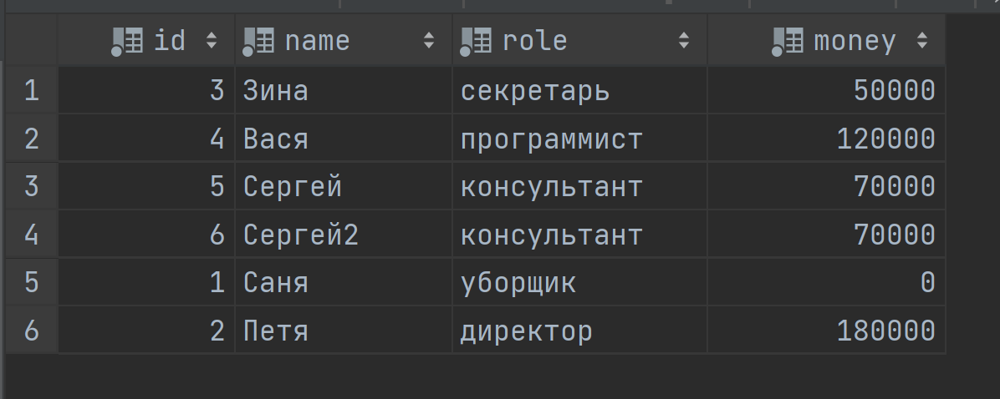 id name role money
1 3 Зина секретарь 50000
2 4 Вася программист 120000
3 5 Сергей консультант 70000
4 6 Сергей2 консультант 70000
5 1 Саня уборщик 0
6 2 Петя директор 180000